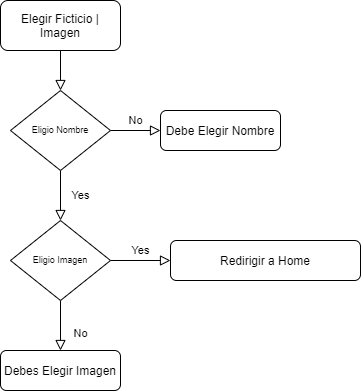 Elegir Ficticio |
Imagen
Eligio Nombre
No
Debe Elegir Nombre
Yes
Eligio Imagen
Yes
Redirigir a Home
No
Debes Elegir Imagen